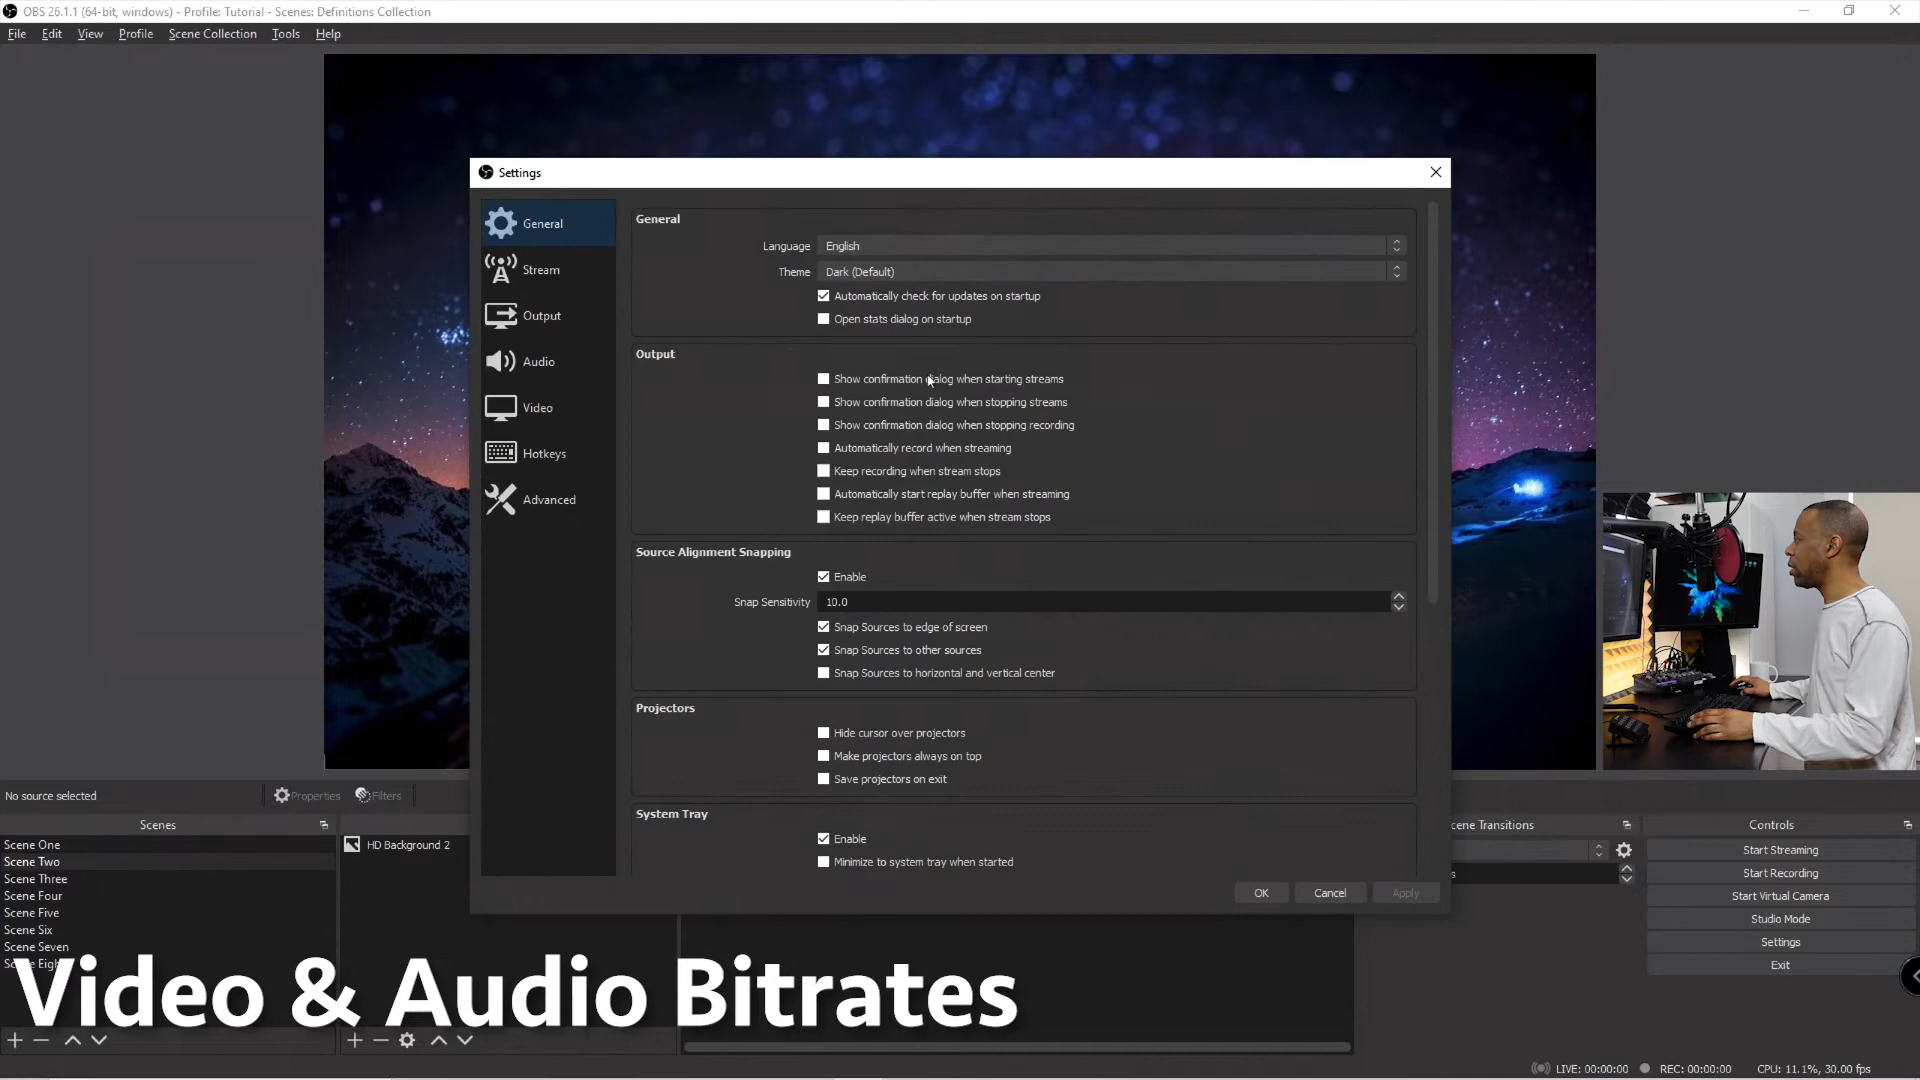 OBS 26.1.1 (64-bit, windows) - Profile: Tutorial - Scenes: Definitions Collection
File Edit View Profile Scene Collection Tools Help
Settings
General
Stream
Output
Audio
Video
Hotkeys
Advanced
General
Language English
Theme Dark (Default)
Automatically check for updates on startup
Open stats dialog on startup
Output
Show confirmation dialog when starting streams
Show confirmation dialog when stopping streams
Show confirmation dialog when stopping recording
Automatically record when streaming
Keep recording when stream stops
Automatically start replay buffer when streaming
Keep replay buffer active when stream stops
Source Alignment Snapping
Enable
Snap Sensitivity 10.0
Snap Sources to edge of screen
Snap Sources to other sources
Snap Sources to horizontal and vertical center
Projectors
Hide cursor over projectors
Make projectors always on top
Save projectors on exit
System Tray
Enable
Minimize to system tray when started
OK Cancel Apply
No source selected
Properties Filters
Scenes
Scene One
Scene Two
Scene Three
Scene Four
Scene Five
Scene Six
Scene Seven
Scene Eigh
HD Background 2
cene Transitions
s
Controls
Start Streaming
Start Recording
Start Virtual Camera
Studio Mode
Settings
Exit
Video & Audio Bitrates
LIVE: 00:00:00 REC: 00:00:00 CPU: 11.1%, 30.00 fps